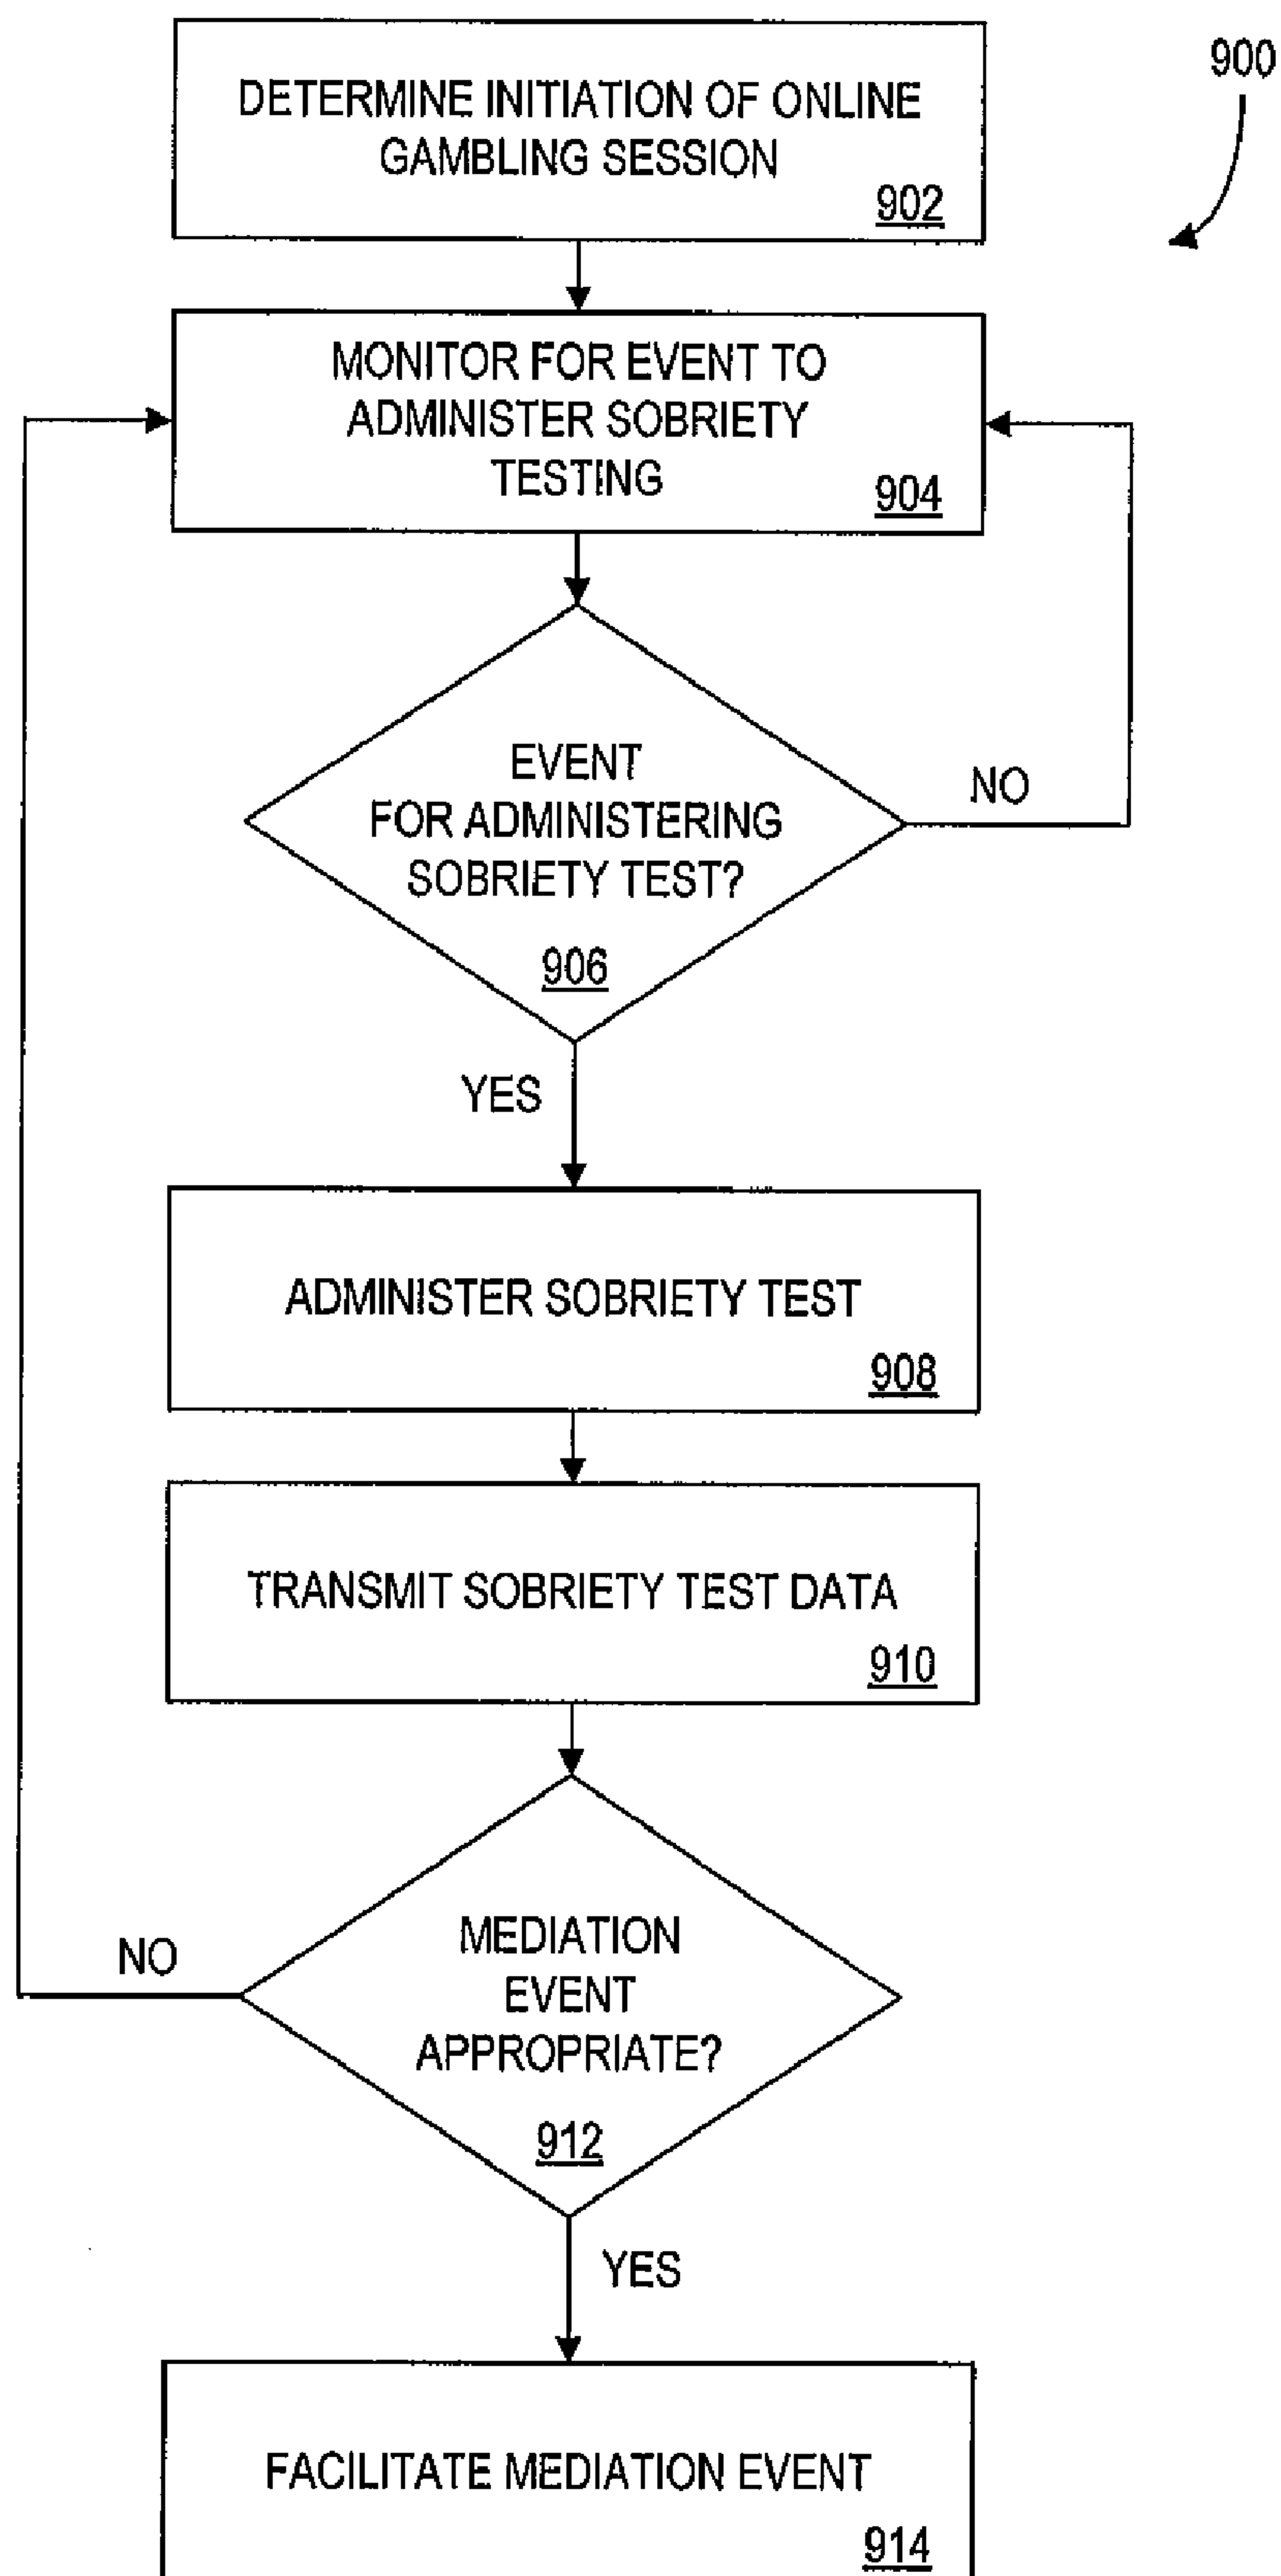 900
DETERMINE INITIATION OF ONLINE
GAMBLING SESSION
902
MONITOR FOR EVENT TO
ADMINISTER SOBRIETY
TESTING
904
EVENT
FOR ADMINISTERING
SOBRIETY TEST?
906
NO
YES
ADMINISTER SOBRIETY TEST
908
TRANSMIT SOBRIETY TEST DATA
910
MEDIATION
EVENT
APPROPRIATE?
912
NO
YES
FACILITATE MEDIATION EVENT
914